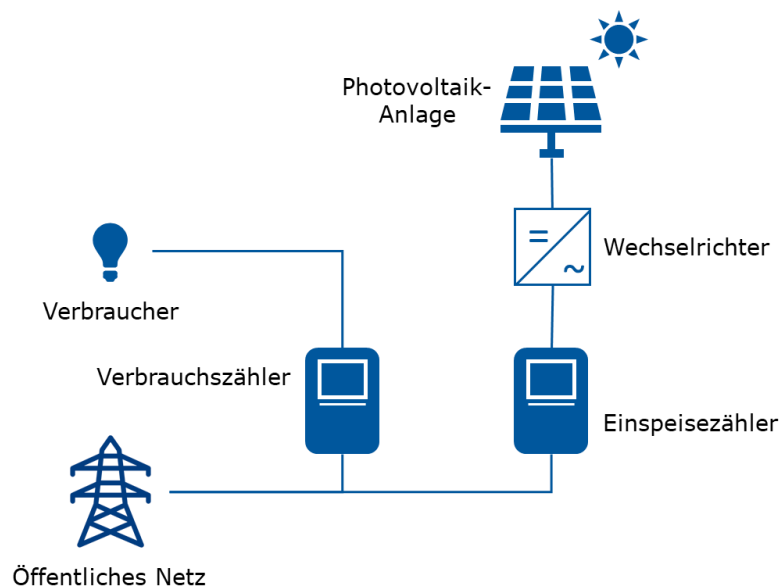 Photovoltaik-
Anlage
Wechselrichter
Verbraucher
Verbrauchszähler
Einspeisezähler
Öffentliches Netz